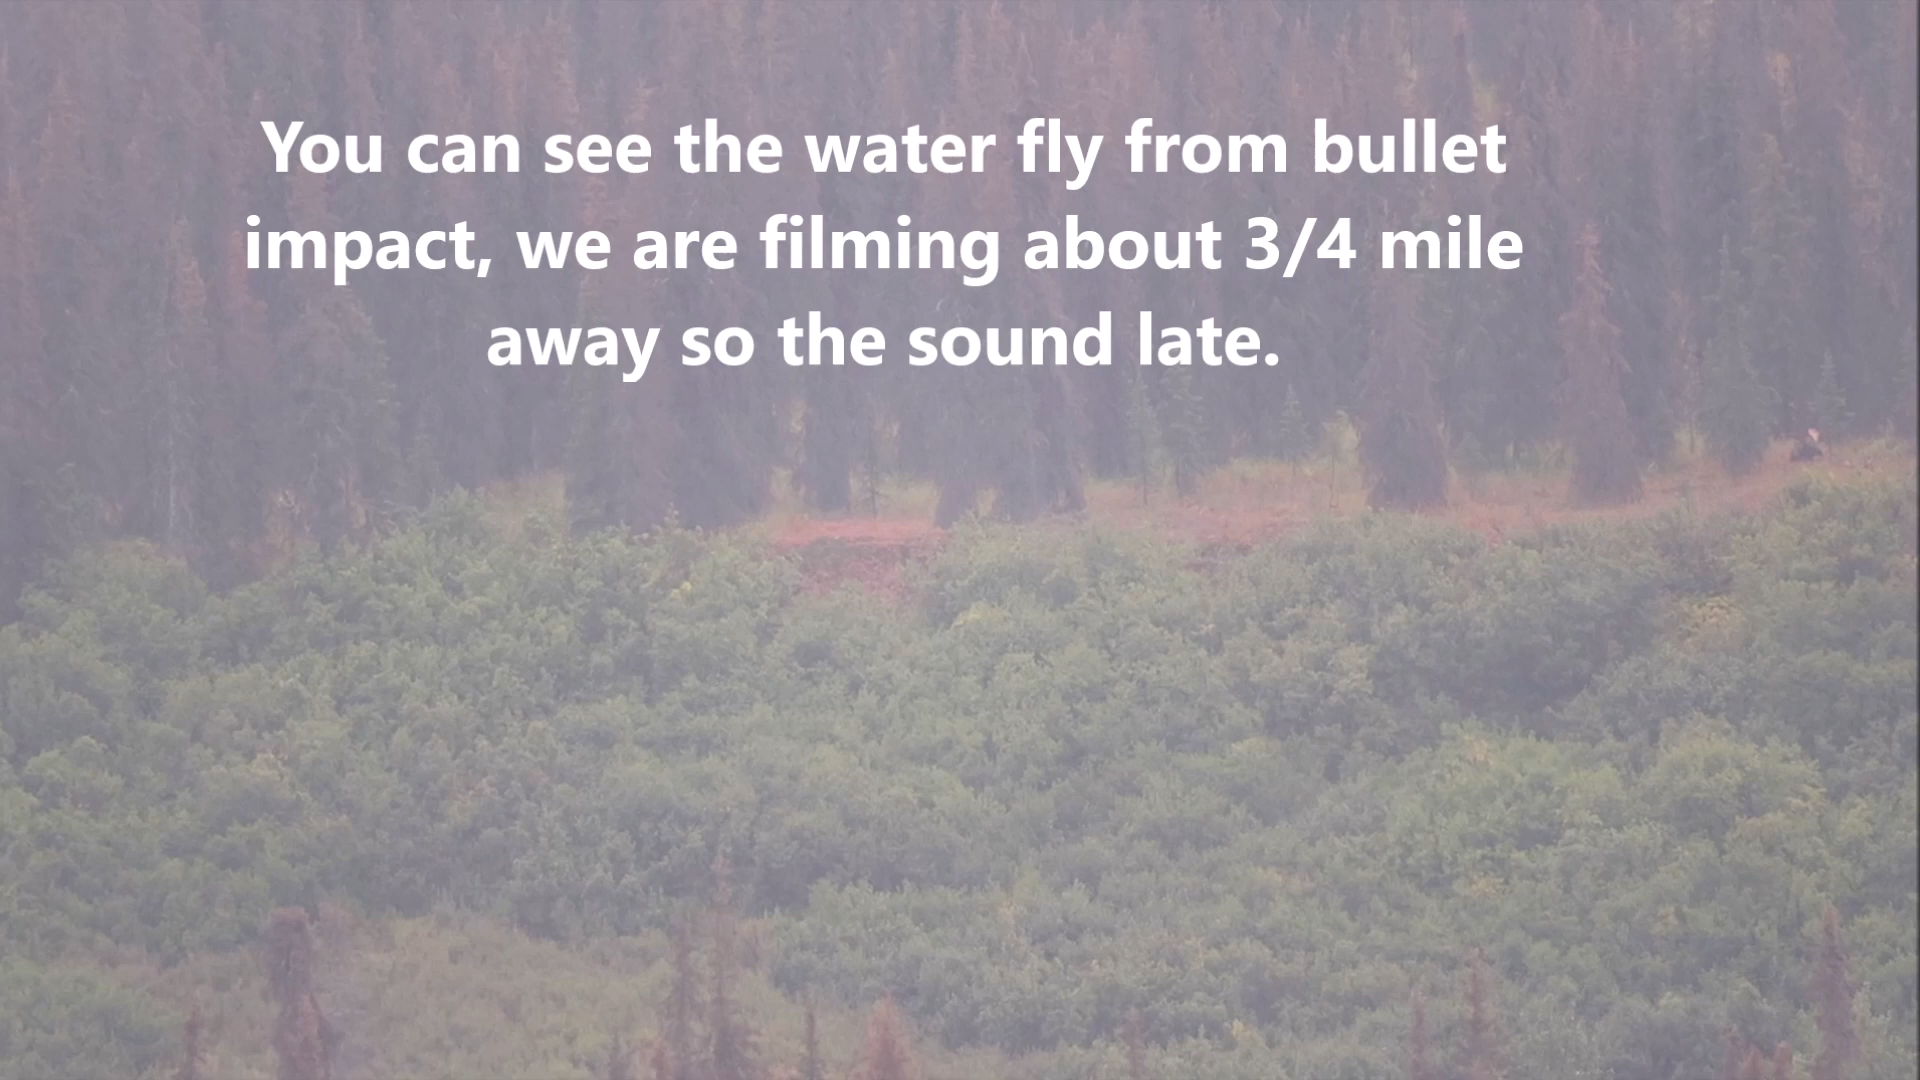 You can see the water fly from bullet
impact, we are filming about 3/4 mile
away so the sound late.